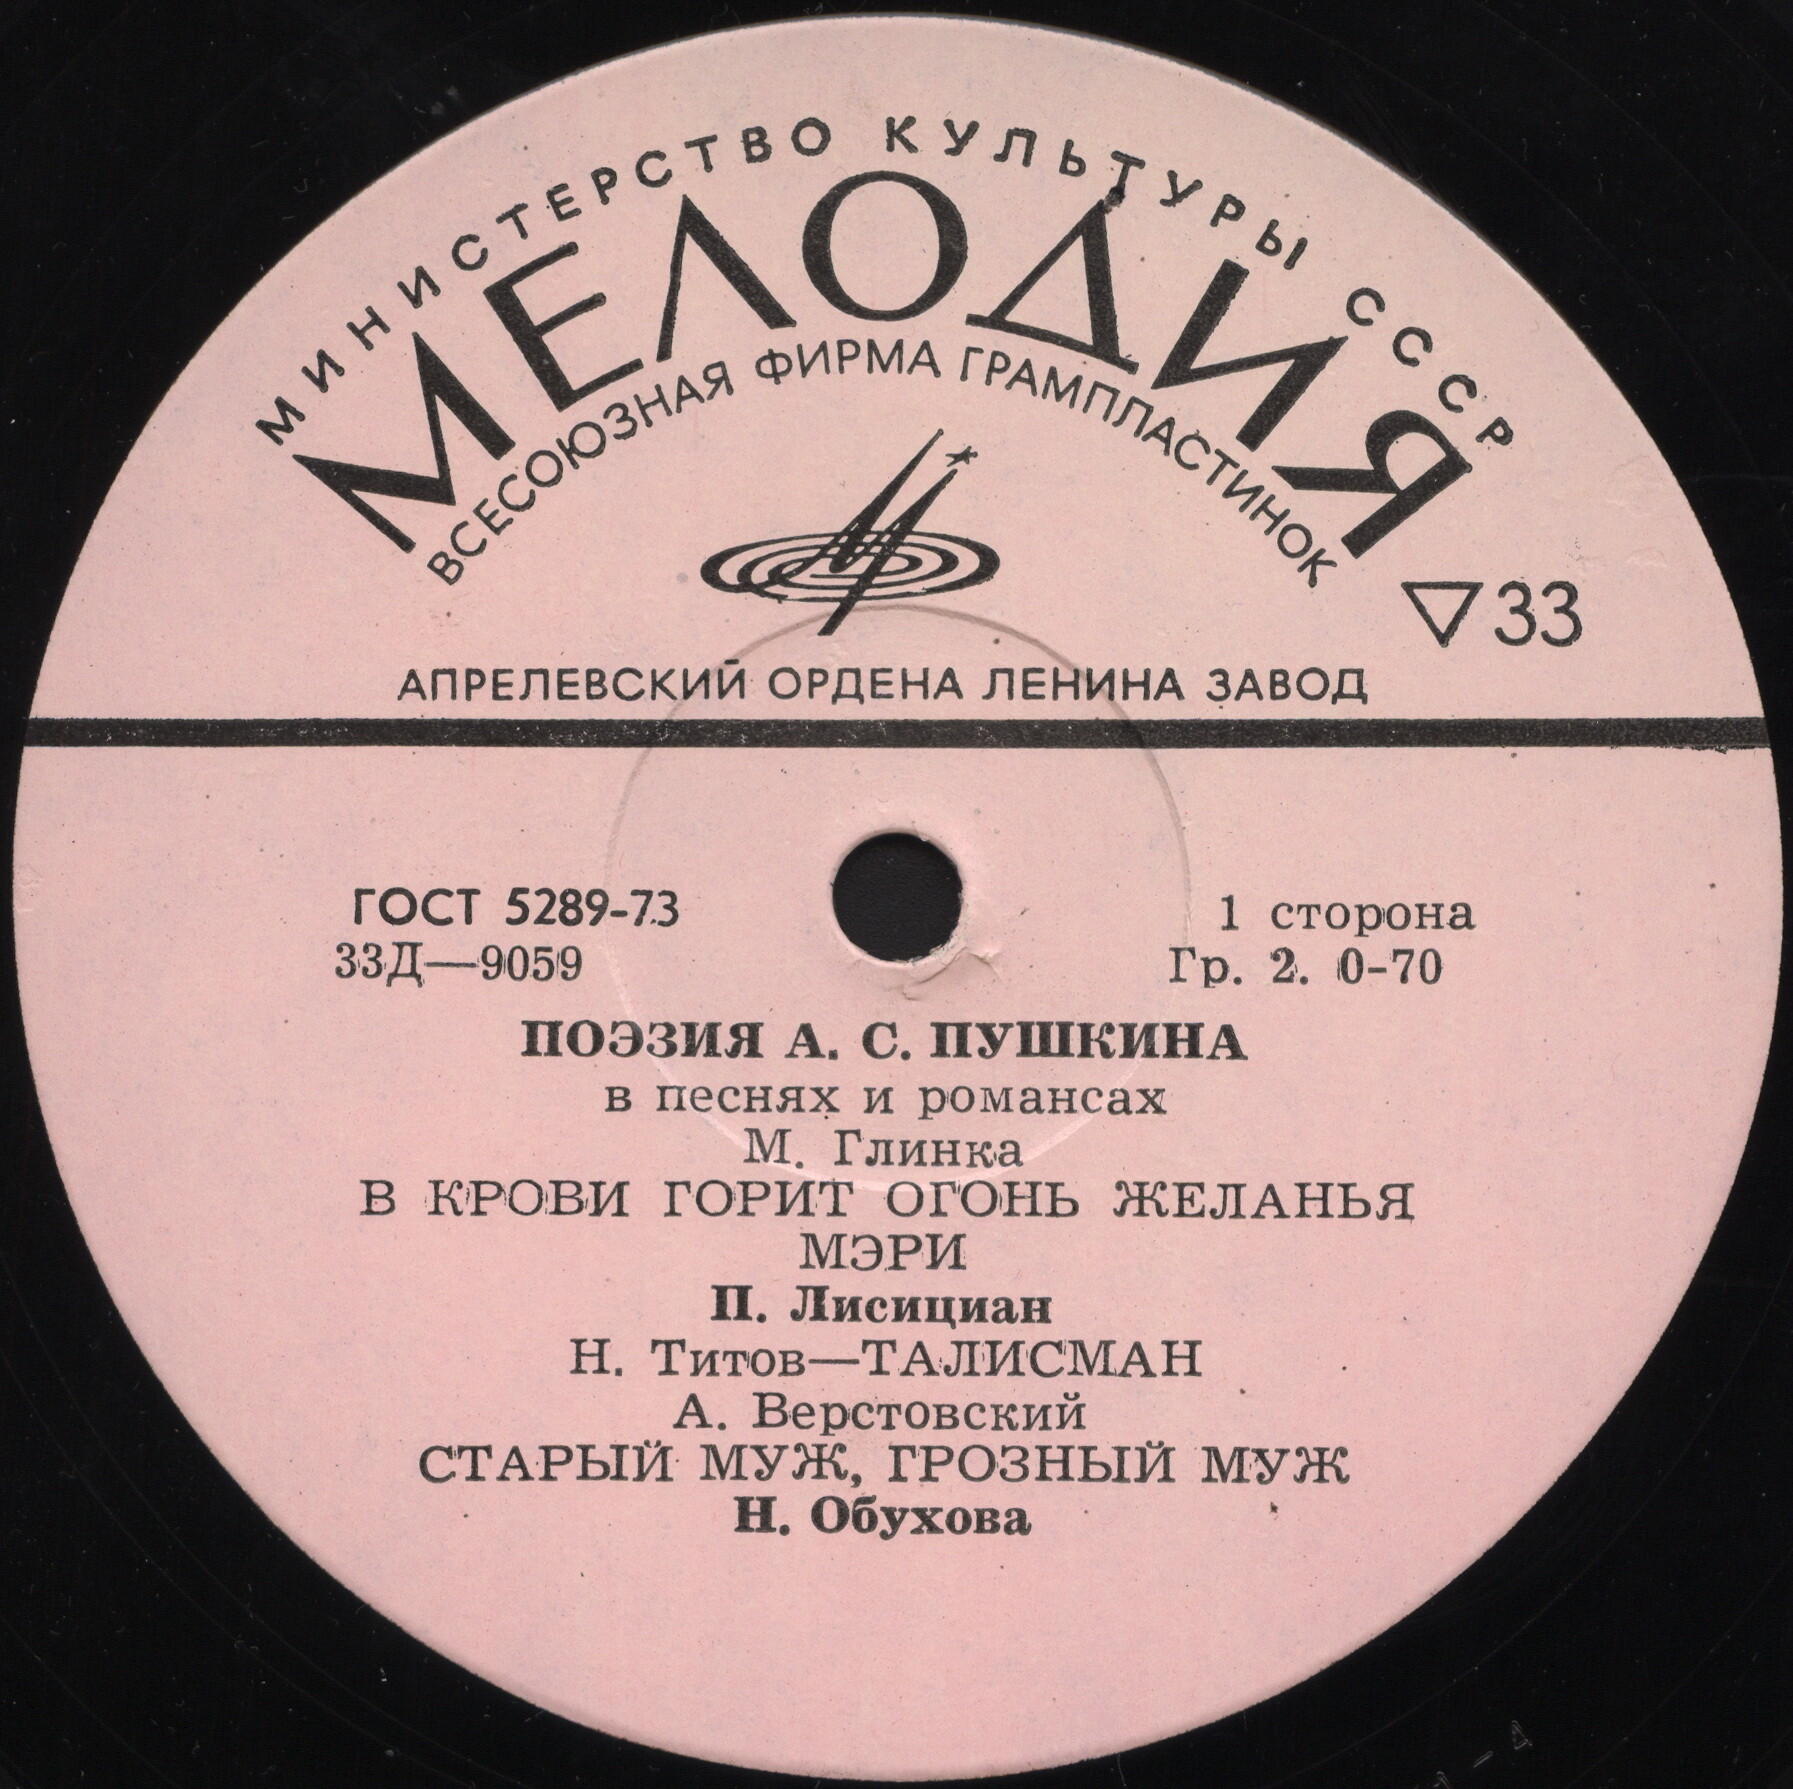 МИНИСТЕРСТВО КУЛЬТУРЫ СССР
МЕЛОДИЯ
ВСЕСОЮЗНАЯ ФИРМА ГРАМПЛАСТИНОК
▽33
АПРЕЛЕВСКИЙ ОРДЕНА ЛЕНИНА ЗАВОД
ГОСТ 5289-73
1 сторона
33Д—9059
Гр. 2. 0-70
ПОЭЗИЯ А. С. ПУШКИНА
в песнях и романсах
М. Глинка
В КРОВИ ГОРИТ ОГОНЬ ЖЕЛАНЬЯ
МЭРИ
П. Лисициан
Н. Титов—ТАЛИСМАН
А. Верстовский
СТАРЫЙ МУЖ, ГРОЗНЫЙ МУЖ
Н. Обухова